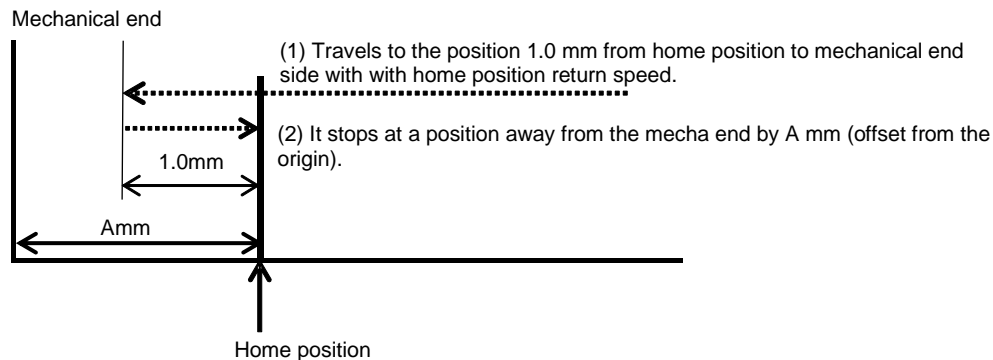 Mechanical end
(1) Travels to the position 1.0 mm from home position to mechanical end
side with with home position return speed.
(2) It stops at a position away from the mecha end by A mm (offset from the
origin).
1.0mm
Amm
Home position